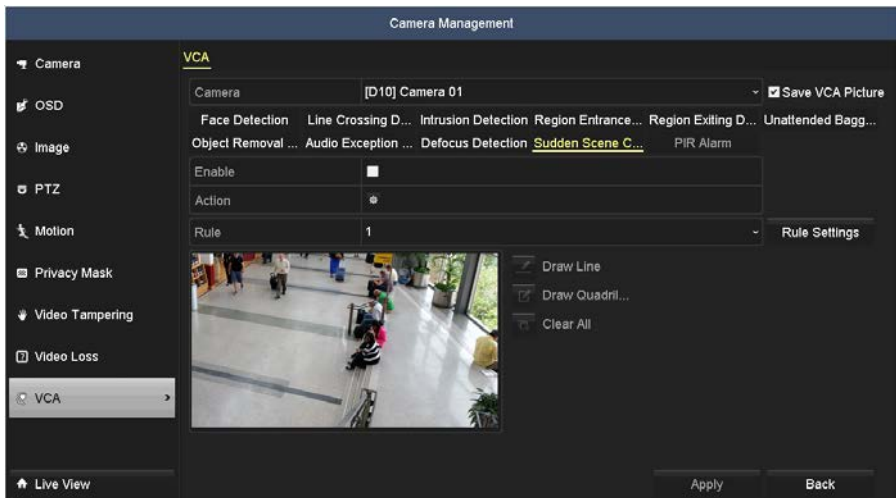 Camera Management
Camera
OSD
Image
PTZ
Motion
Privacy Mask
Video Tampering
Video Loss
VCA
Live View
VCA
Camera [D10] Camera 01 Save VCA Picture
Face Detection Line Crossing D... Intrusion Detection Region Entrance... Region Exiting D... Unattended Bagg...
Object Removal ... Audio Exception ... Defocus Detection Sudden Scene C... PIR Alarm
Enable
Action
Rule 1 Rule Settings
Draw Line
Draw Quadril...
Clear All
Apply Back